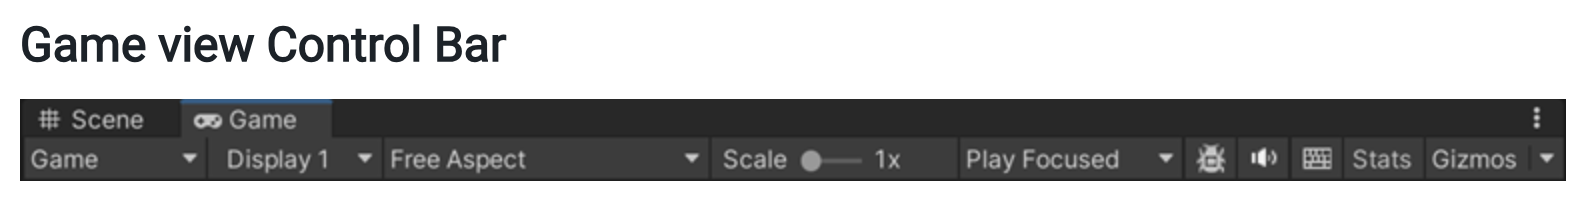 Game view Control Bar
Scene Game
Game Display 1 Free Aspect Scale 1x Play Focused Stats Gizmos